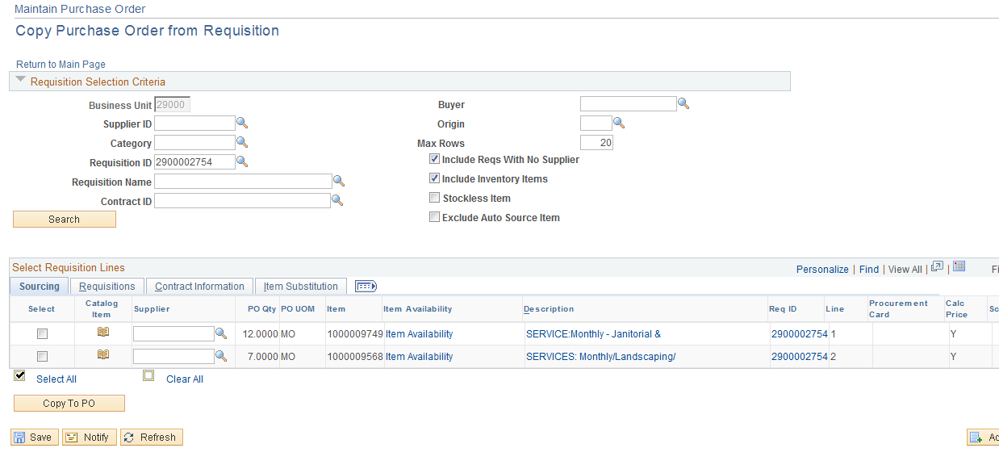 Maintain Purchase Order
Copy Purchase Order from Requisition
Return to Main Page
Requisition Selection Criteria
Business Unit 29000 Buyer
Supplier ID Origin
Category Max Rows 20
Requisition ID 2900002754 Include Reqs With No Supplier
Requisition Name Include Inventory Items
Contract ID Stockless Item
Search Exclude Auto Source Item
Select Requisition Lines Personalize | Find | View All | | Fi
Sourcing Requisitions Contract Information Item Substitution
Select Catalog Item Supplier PO Qty PO UOM Item Item Availability Description Req ID Line Procurement Card Calc Price Sc
12.0000 MO 1000009749 Item Availability SERVICE:Monthly - Janitorial & 2900002754 1 Y
7.0000 MO 1000009568 Item Availability SERVICES: Monthly/Landscaping/ 2900002754 2 Y
Select All Clear All
Copy To PO
Save Notify Refresh Ad